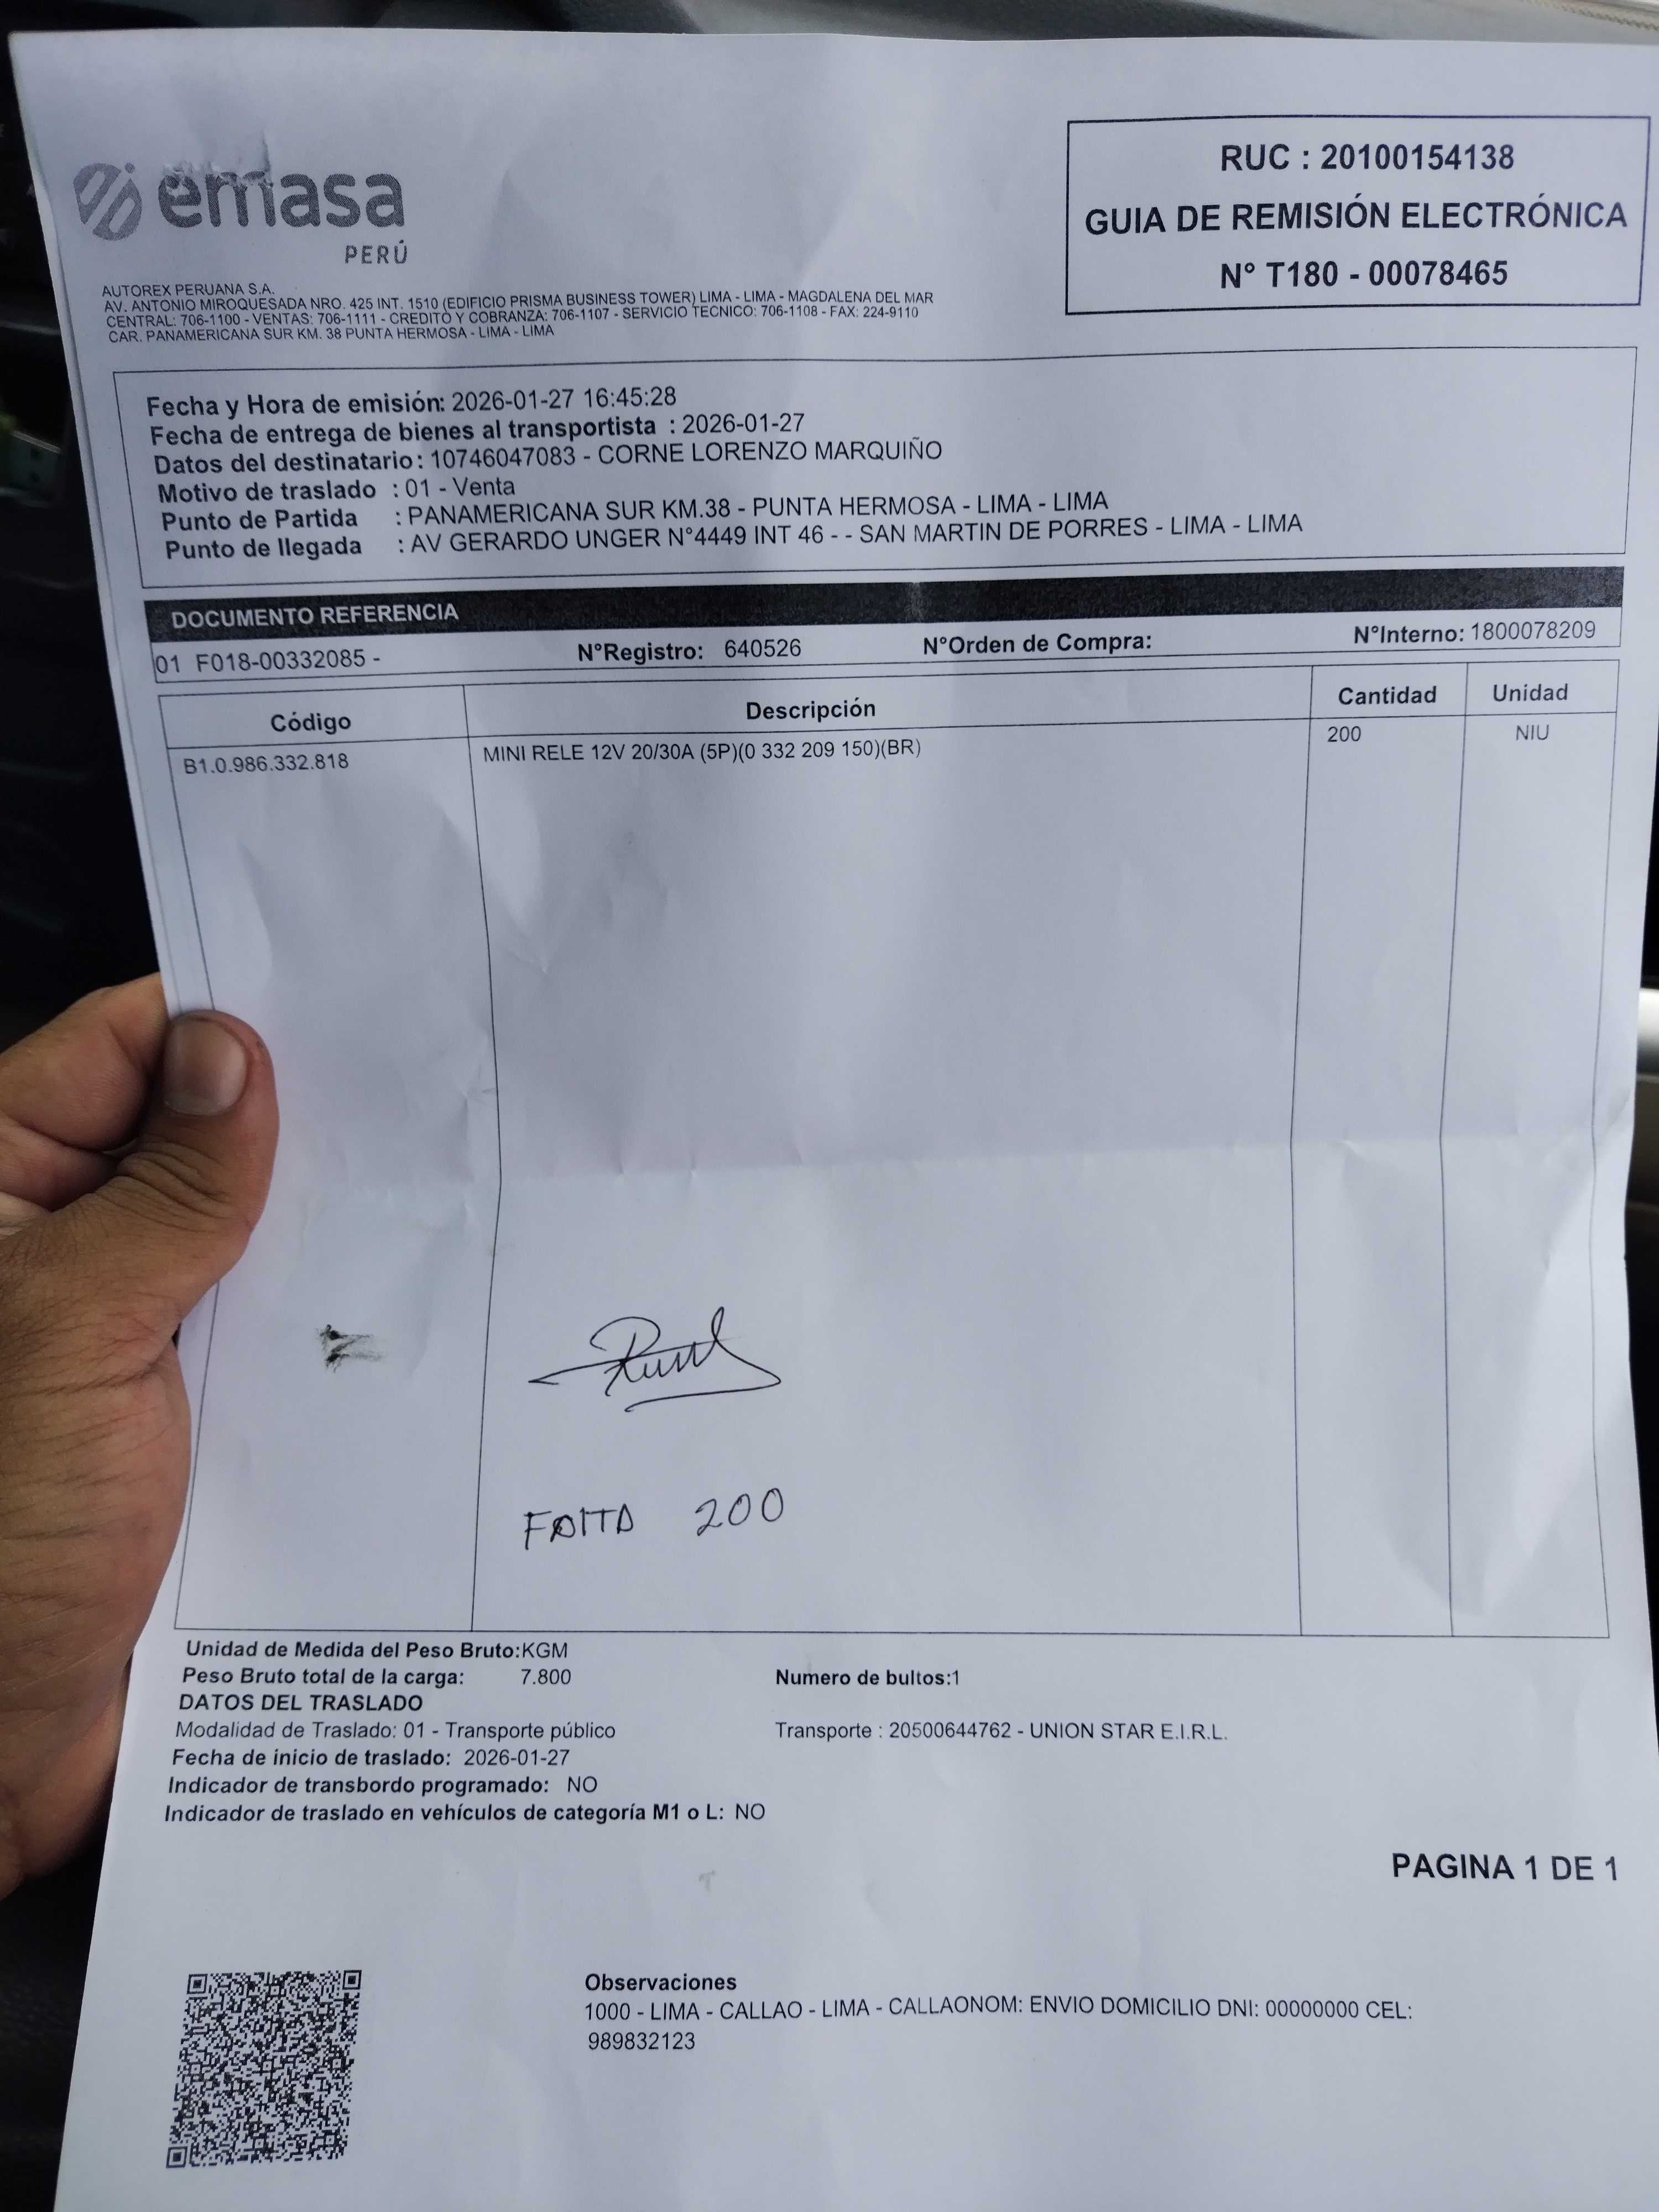 emasa
PERÚ
RUC : 20100154138
GUIA DE REMISIÓN ELECTRÓNICA
N° T180 - 00078465
AUTOREX PERUANA S.A.
AV. ANTONIO MIROQUESADA NRO. 425 INT. 1510 (EDIFICIO PRISMA BUSINESS TOWER) LIMA - LIMA - MAGDALENA DEL MAR
CENTRAL: 706-1100 - VENTAS: 706-1111 - CREDITO Y COBRANZA: 706-1107 - SERVICIO TECNICO: 706-1108 - FAX: 224-9110
CAR. PANAMERICANA SUR KM. 38 PUNTA HERMOSA - LIMA - LIMA
Fecha y Hora de emisión: 2026-01-27 16:45:28
Fecha de entrega de bienes al transportista : 2026-01-27
Datos del destinatario: 10746047083 - CORNE LORENZO MARQUIÑO
Motivo de traslado : 01 - Venta
Punto de Partida : PANAMERICANA SUR KM.38 - PUNTA HERMOSA - LIMA - LIMA
Punto de llegada : AV GERARDO UNGER N°4449 INT 46 - - SAN MARTIN DE PORRES - LIMA - LIMA
DOCUMENTO REFERENCIA
01 F018-00332085 - N°Registro: 640526 N°Orden de Compra: N°Interno: 1800078209
Código Descripción Cantidad Unidad
B1.0.986.332.818 MINI RELE 12V 20/30A (5P)(0 332 209 150)(BR) 200 NIU
FALTA 200
Unidad de Medida del Peso Bruto:KGM
Peso Bruto total de la carga: 7.800 Numero de bultos:1
DATOS DEL TRASLADO
Modalidad de Traslado: 01 - Transporte público Transporte : 20500644762 - UNION STAR E.I.R.L.
Fecha de inicio de traslado: 2026-01-27
Indicador de transbordo programado: NO
Indicador de traslado en vehículos de categoría M1 o L: NO
PAGINA 1 DE 1
Observaciones
1000 - LIMA - CALLAO - LIMA - CALLAONOM: ENVIO DOMICILIO DNI: 00000000 CEL:
989832123